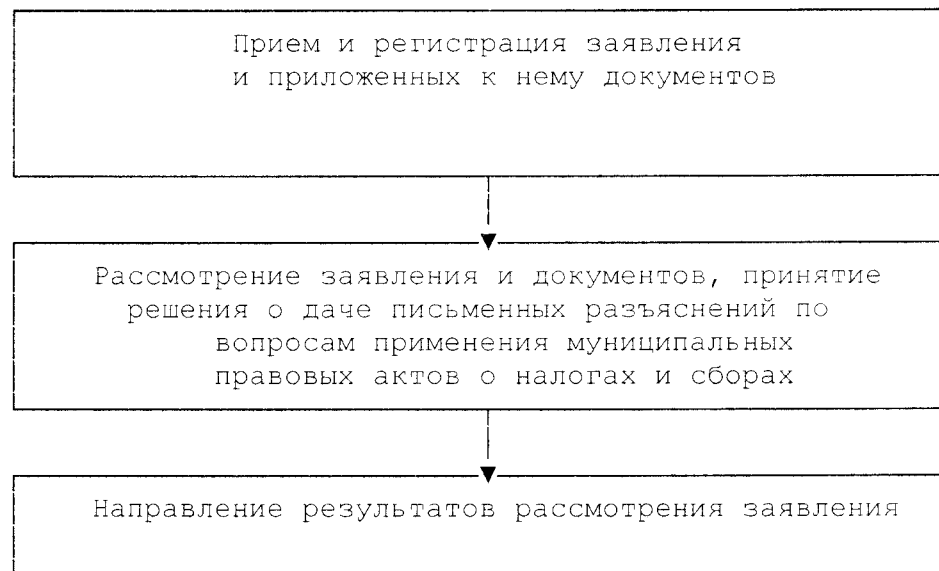 Прием и регистрация заявления
и приложенных к нему документов
Рассмотрение заявления и документов, принятие
решения о даче письменных разъяснений по
вопросам применения муниципальных
правовых актов о налогах и сборах
Направление результатов рассмотрения заявления